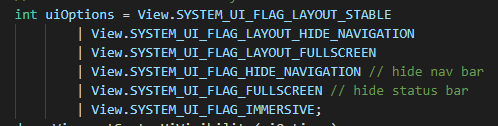 int uiOptions = View.SYSTEM_UI_FLAG_LAYOUT_STABLE
| View.SYSTEM_UI_FLAG_LAYOUT_HIDE_NAVIGATION
| View.SYSTEM_UI_FLAG_LAYOUT_FULLSCREEN
| View.SYSTEM_UI_FLAG_HIDE_NAVIGATION // hide nav bar
| View.SYSTEM_UI_FLAG_FULLSCREEN // hide status bar
| View.SYSTEM_UI_FLAG_IMMERSIVE;